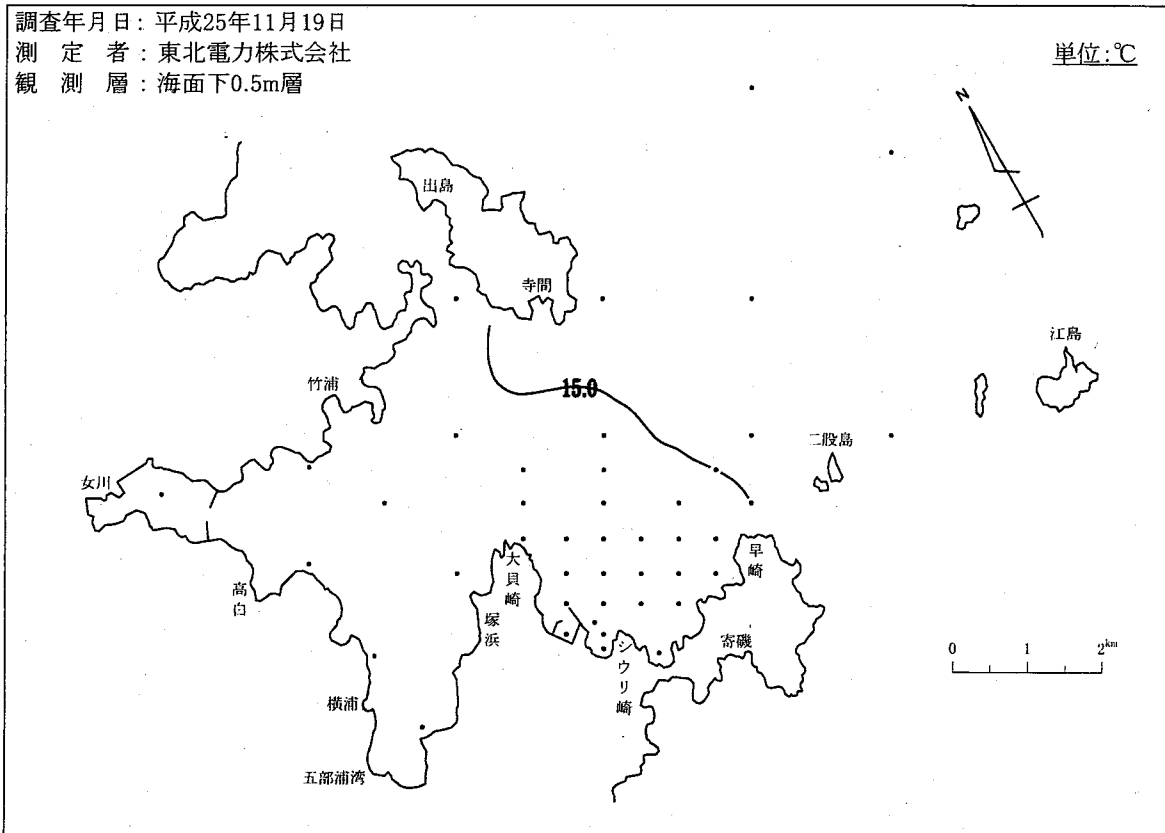 調査年月日：平成25年11月19日
測定者：東北電力株式会社
観測層：海面下0.5m層
単位：℃
N
出島
寺間
江島
竹浦
15.0
二股島
女川
早崎
大貝崎
高白
塚浜
寄磯
シウリ崎
0 1 2km
横浦
五部浦湾